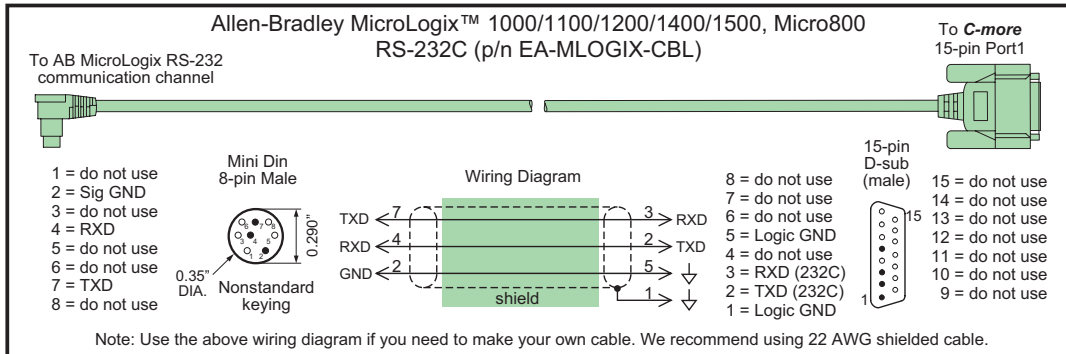 Allen-Bradley MicroLogix™ 1000/1100/1200/1400/1500, Micro800
RS-232C (p/n EA-MLOGIX-CBL)
To AB MicroLogix RS-232
communication channel
To C-more
15-pin Port1
1 = do not use
2 = Sig GND
3 = do not use
4 = RXD
5 = do not use
6 = do not use
7 = TXD
8 = do not use
Mini Din
8-pin Male
6 7 8
3 4 5
1 2
0.290"
0.35"
DIA.
Nonstandard
keying
Wiring Diagram
TXD 7 3 RXD
RXD 4 2 TXD
GND 2 5
shield 1
8 = do not use
7 = do not use
6 = do not use
5 = Logic GND
4 = do not use
3 = RXD (232C)
2 = TXD (232C)
1 = Logic GND
15-pin
D-sub
(male)
15
1
15 = do not use
14 = do not use
13 = do not use
12 = do not use
11 = do not use
10 = do not use
9 = do not use
Note: Use the above wiring diagram if you need to make your own cable. We recommend using 22 AWG shielded cable.